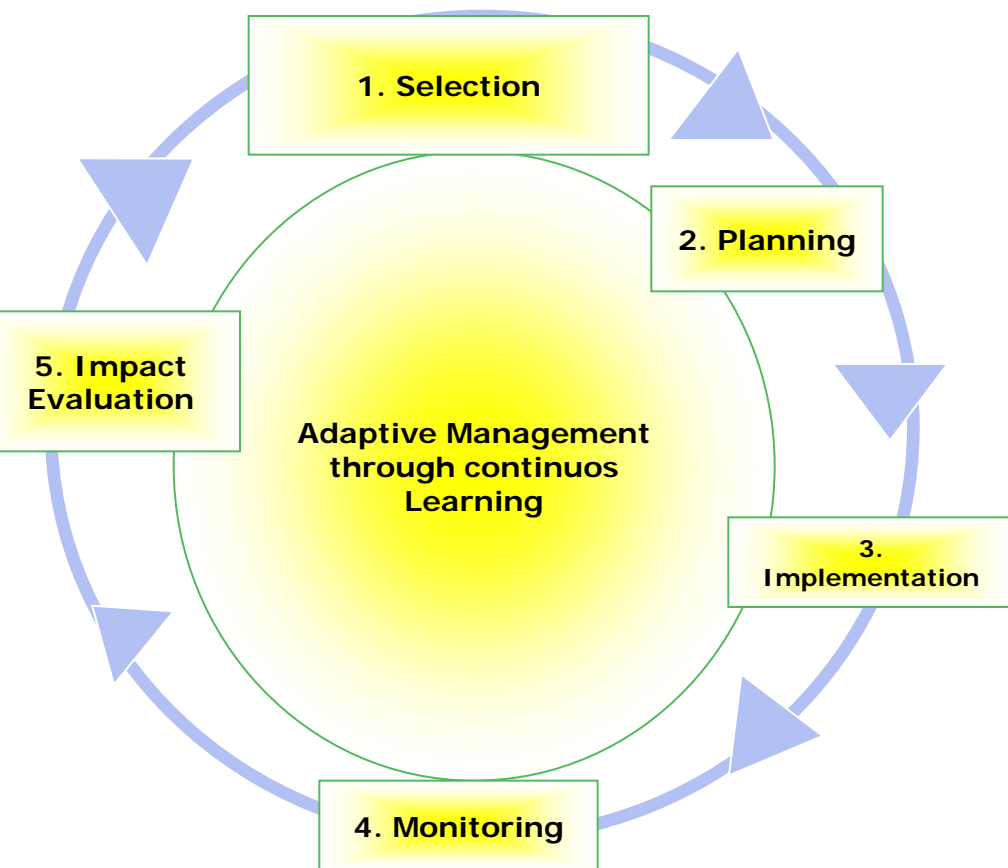 1. Selection
2. Planning
3.
Implementation
4. Monitoring
5. Impact
Evaluation
Adaptive Management
through continuos
Learning